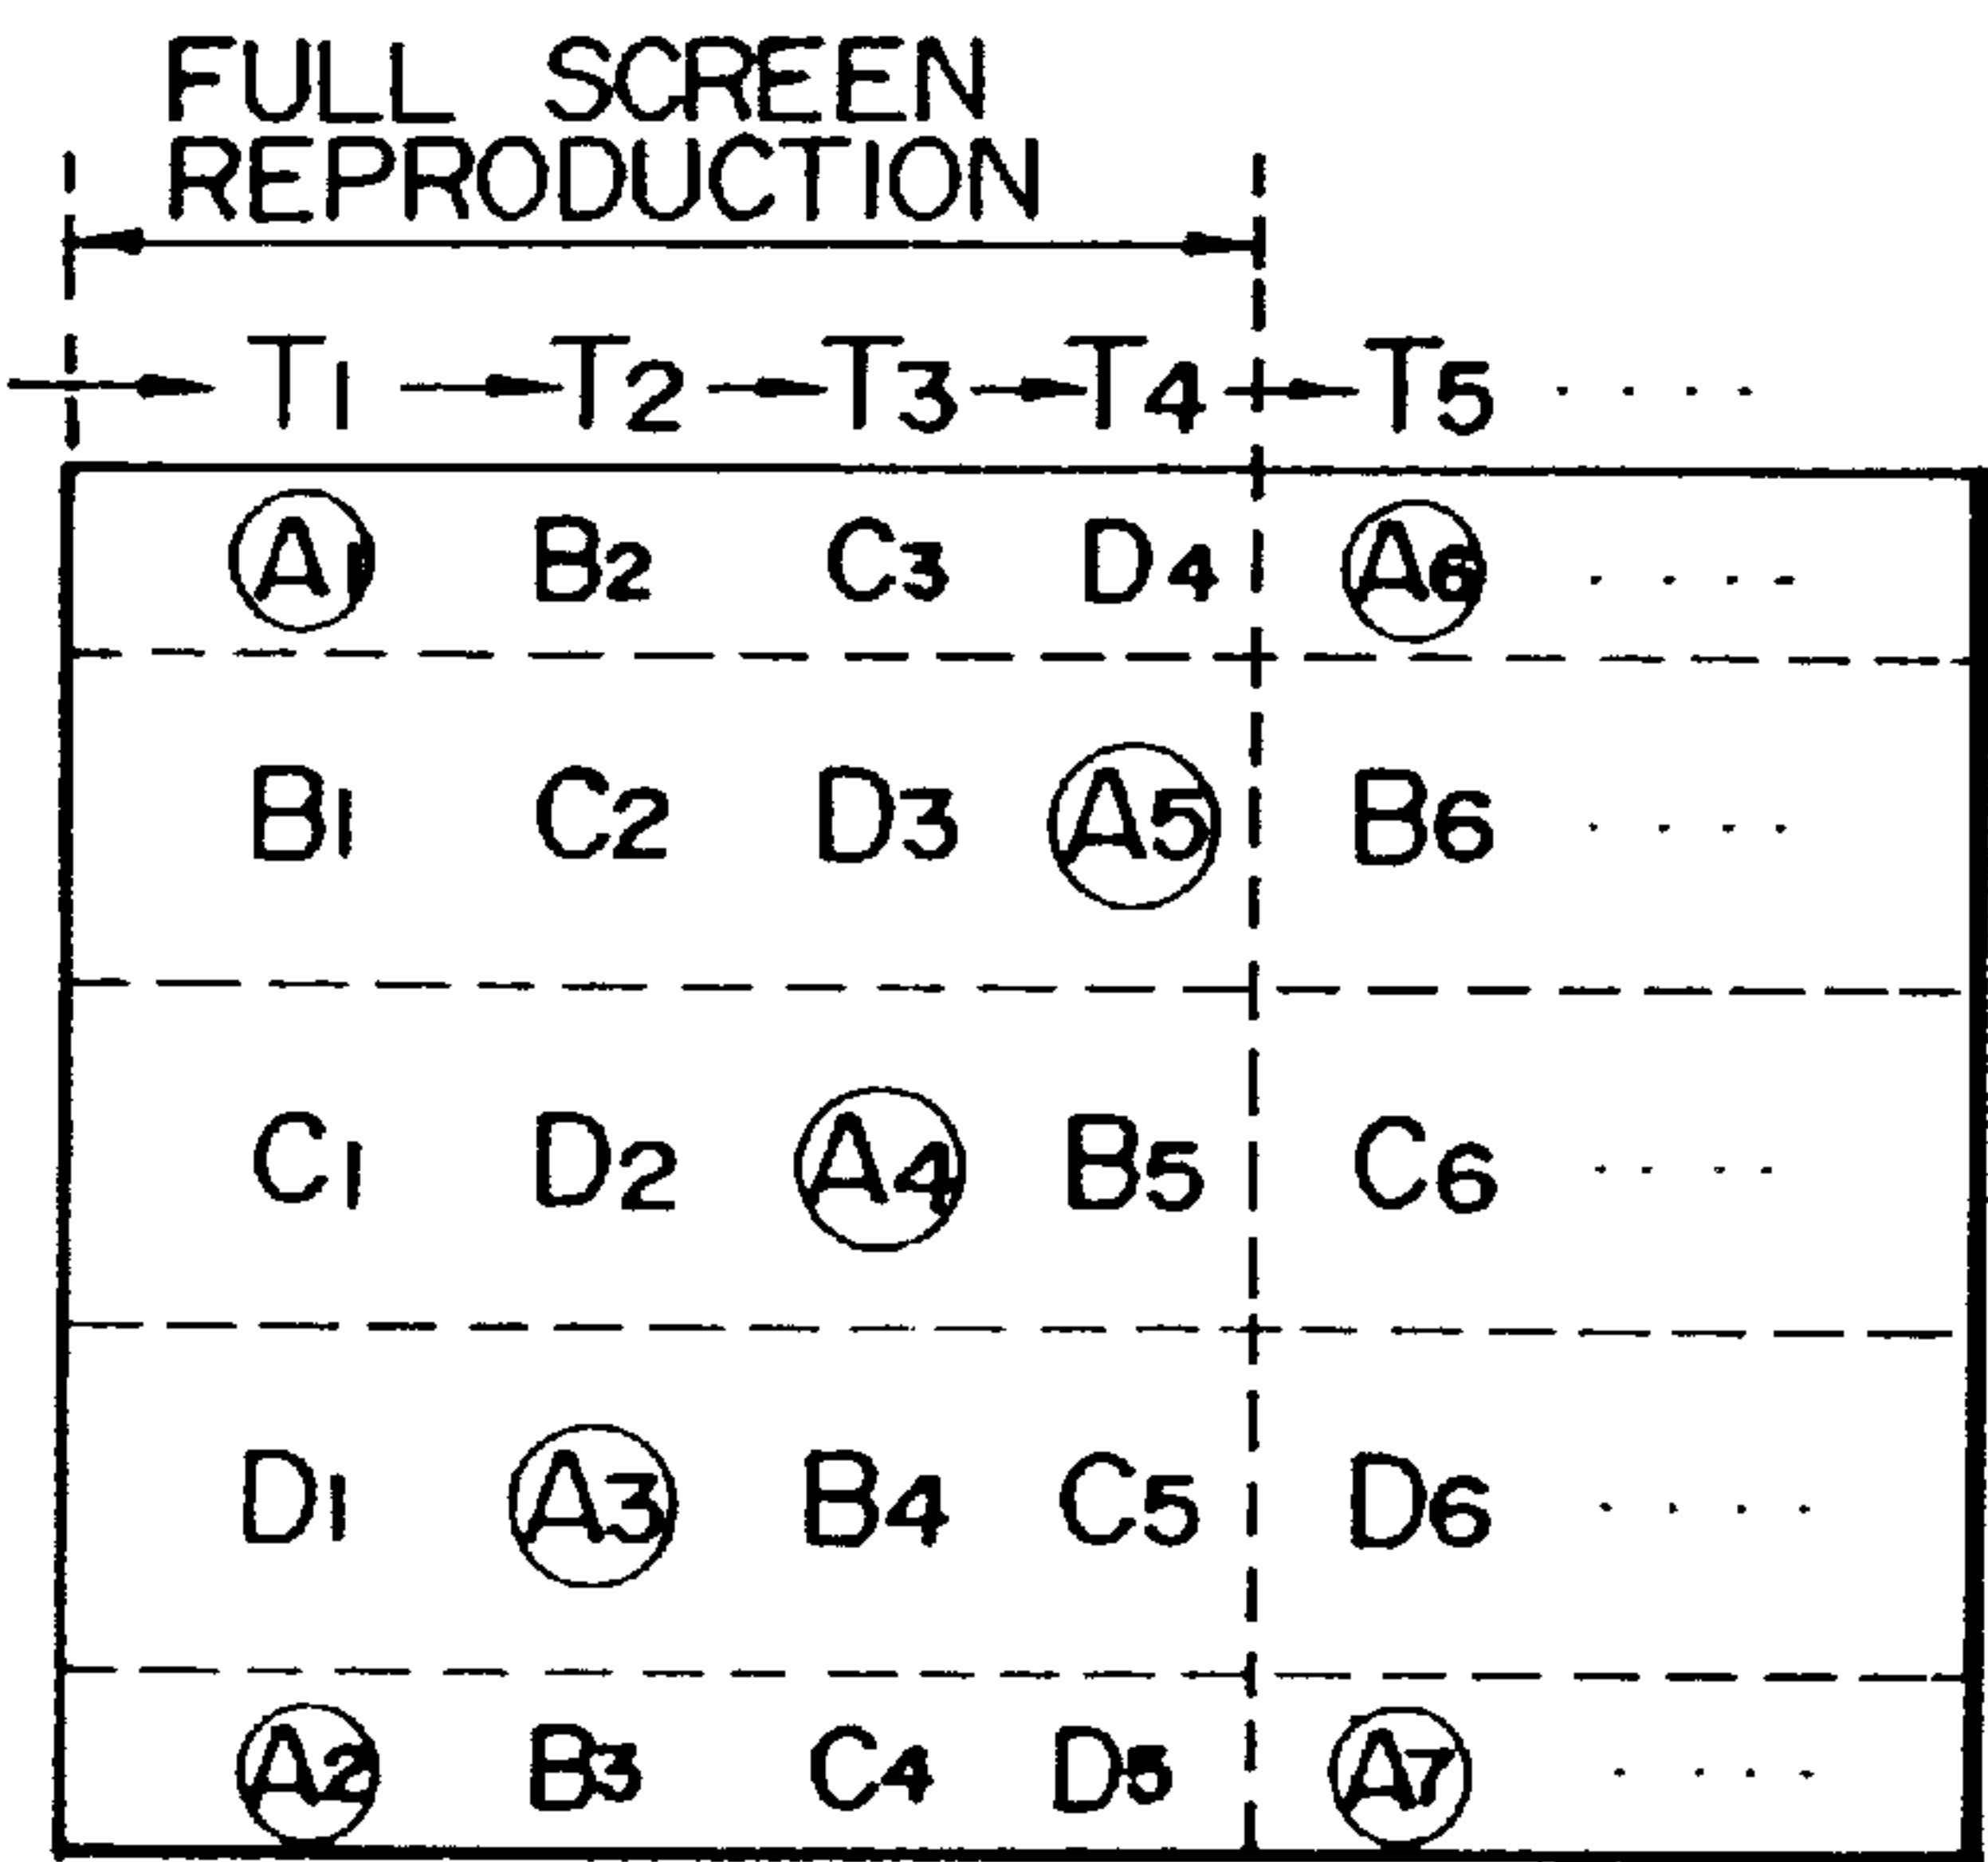 FULL SCREEN
REPRODUCTION
T1 T2 T3 T4 T5 ....
A1 B2 C3 D4 A6 ....
B1 C2 D3 A5 B6 ....
C1 D2 A4 B5 C6 ....
D1 A3 B4 C5 D6 ....
A2 B3 C4 D5 A7 ....